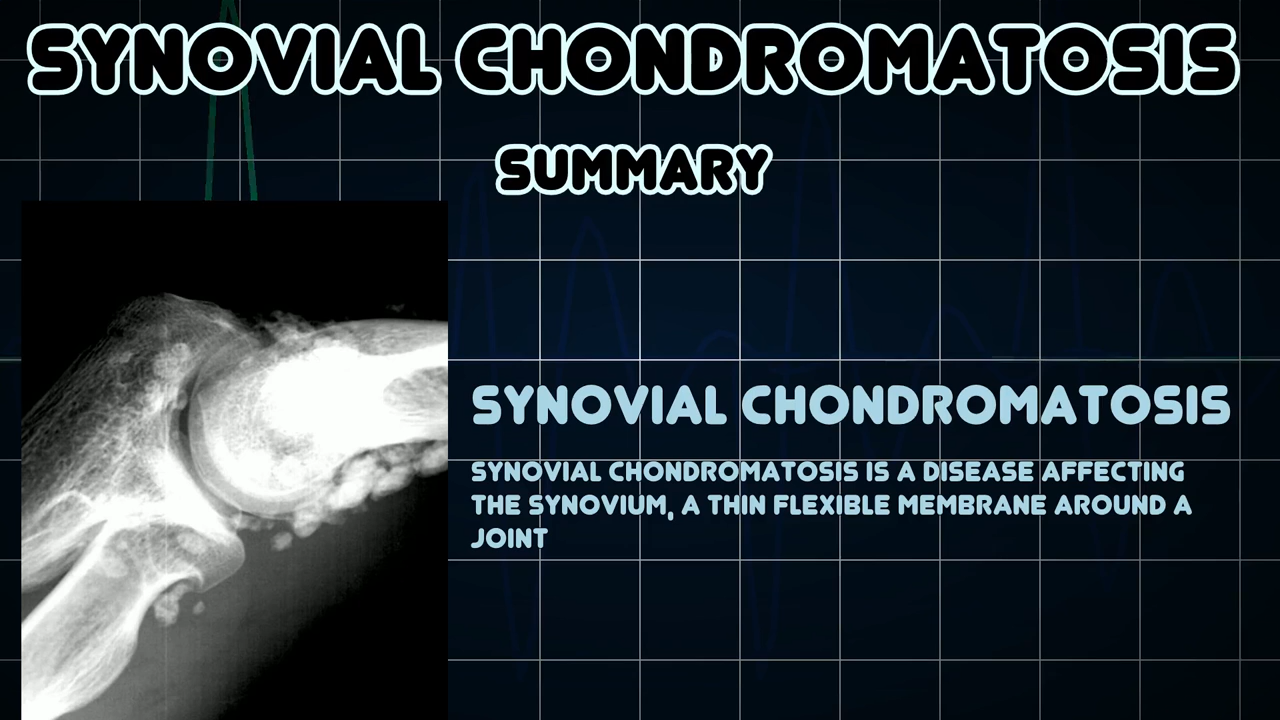 SYNOVIAL CHONDROMATOSIS
SUMMARY
SYNOVIAL CHONDROMATOSIS
SYNOVIAL CHONDROMATOSIS IS A DISEASE AFFECTING
THE SYNOVIUM, A THIN FLEXIBLE MEMBRANE AROUND A
JOINT